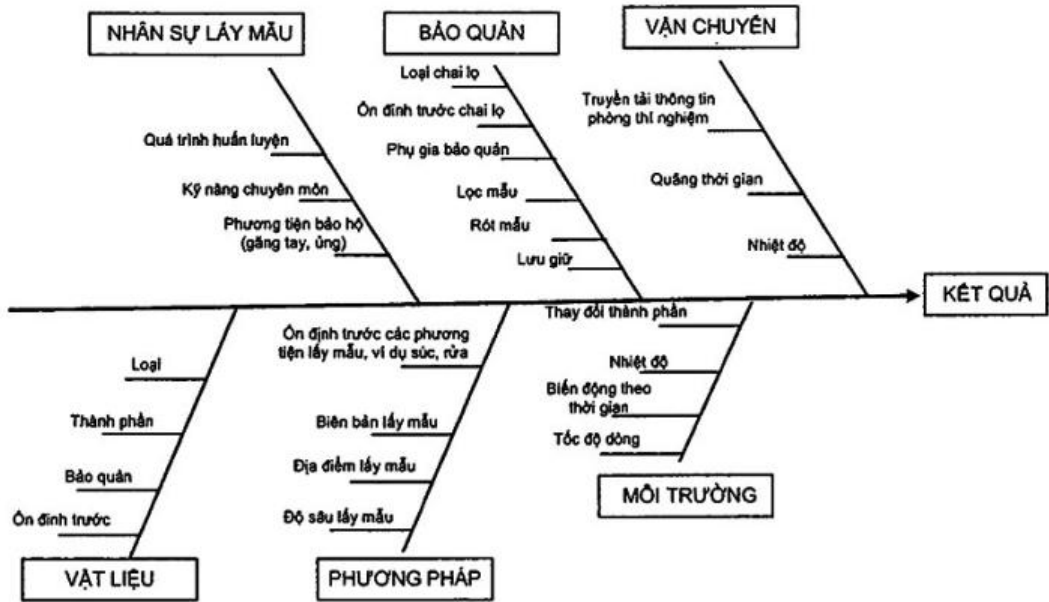 NHÂN SỰ LẤY MẪU
BẢO QUẢN
VẬN CHUYỂN
Quá trình huấn luyện
Kỹ năng chuyên môn
Phương tiện bảo hộ
(găng tay, ủng)
Loại chai lọ
Ổn định trước chai lọ
Phụ gia bảo quản
Lọc mẫu
Rót mẫu
Lưu giữ
Truyền tải thông tin
phòng thí nghiệm
Quãng thời gian
Nhiệt độ
KẾT QUẢ
Loại
Thành phần
Bảo quản
Ổn định trước
Ổn định trước các phương
tiện lấy mẫu, ví dụ súc, rửa
Biên bản lấy mẫu
Địa điểm lấy mẫu
Độ sâu lấy mẫu
Thay đổi thành phần
Nhiệt độ
Biến động theo
thời gian
Tốc độ dòng
VẬT LIỆU
PHƯƠNG PHÁP
MÔI TRƯỜNG